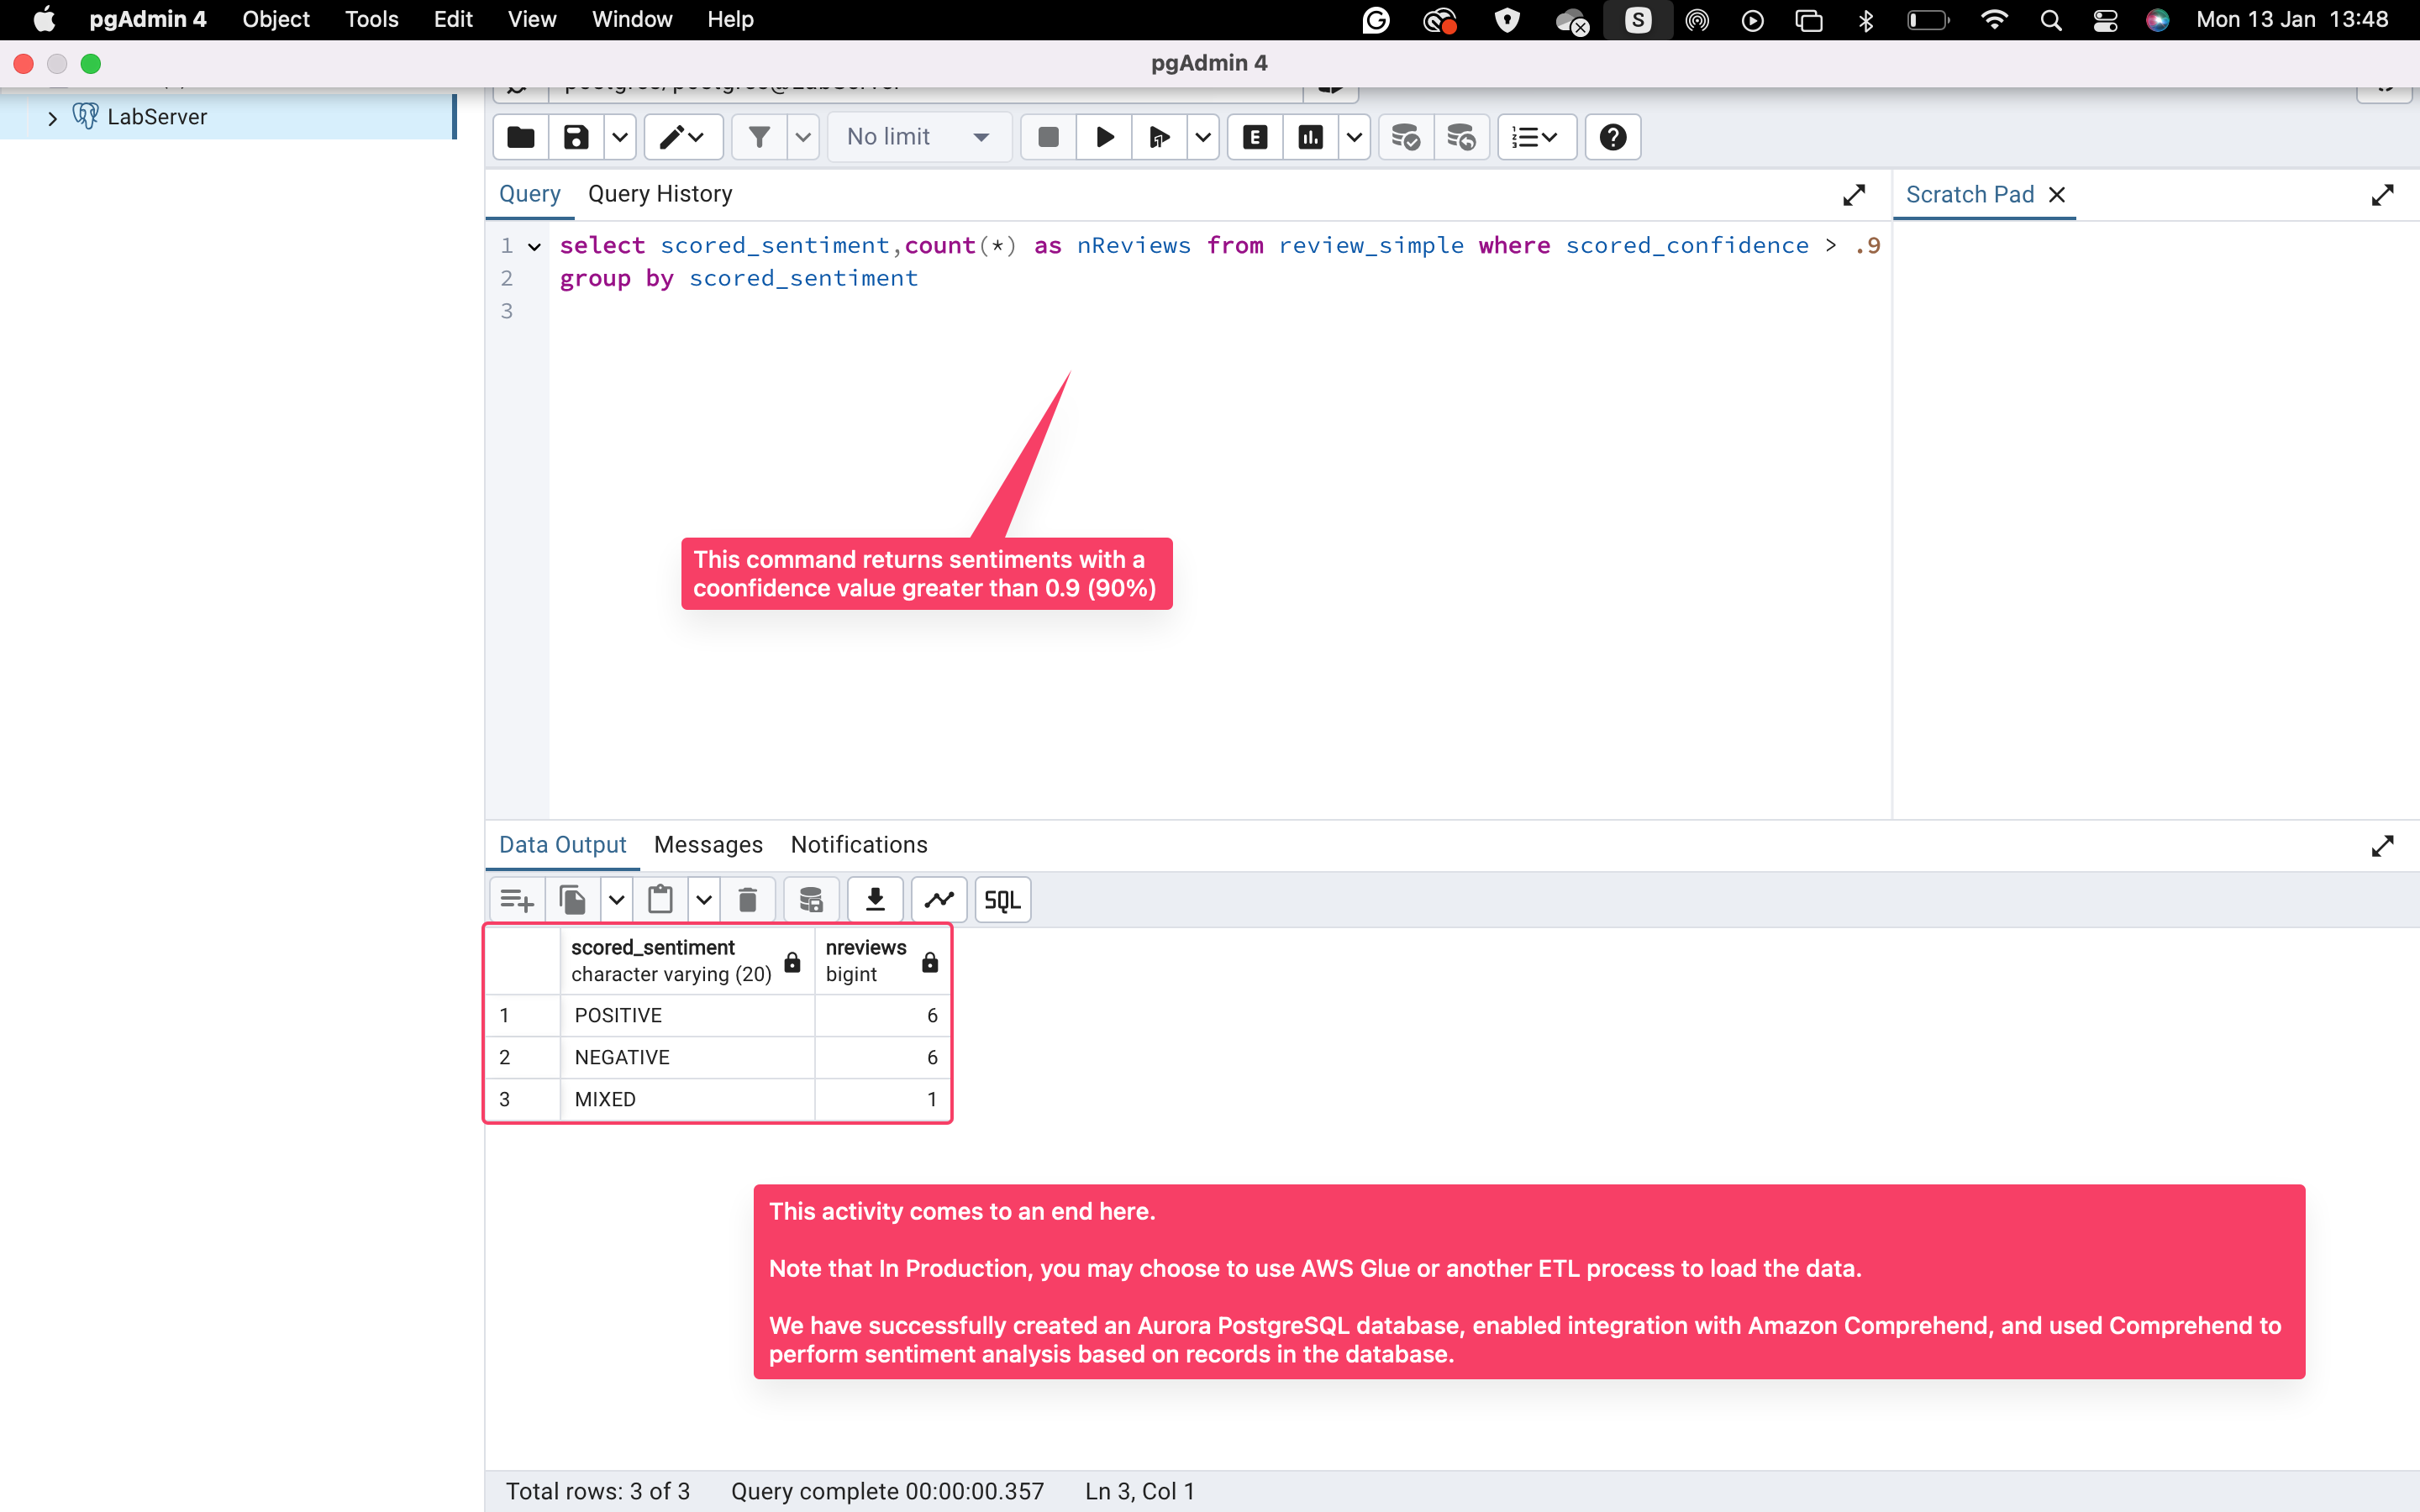 pgAdmin 4 Object Tools Edit View Window Help S Mon 13 Jan 13:48
pgAdmin 4
LabServer
No limit
E
Query Query History
Scratch Pad
1 select scored_sentiment,count(*) as nReviews from review_simple where scored_confidence > .9
2 group by scored_sentiment
3
This command returns sentiments with a
coonfidence value greater than 0.9 (90%)
Data Output Messages Notifications
SQL
scored_sentiment nreviews
character varying (20) bigint
1 POSITIVE 6
2 NEGATIVE 6
3 MIXED 1
This activity comes to an end here.
Note that In Production, you may choose to use AWS Glue or another ETL process to load the data.
We have successfully created an Aurora PostgreSQL database, enabled integration with Amazon Comprehend, and used Comprehend to
perform sentiment analysis based on records in the database.
Total rows: 3 of 3 Query complete 00:00:00.357 Ln 3, Col 1